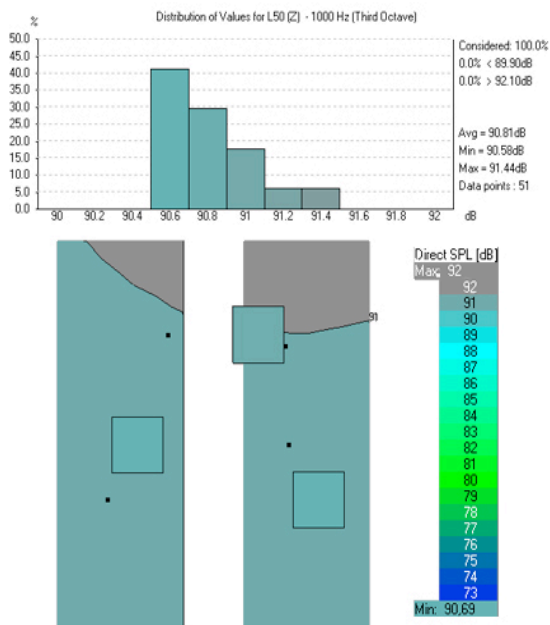 Distribution of Values for L50 (Z) - 1000 Hz (Third Octave)
%
50.0
45.0
40.0
35.0
30.0
25.0
20.0
15.0
10.0
5.0
0.0
90 90.2 90.4 90.6 90.8 91 91.2 91.4 91.6 91.8 92 dB
Considered: 100.0%
0.0% < 89.90dB
0.0% > 92.10dB
Avg = 90.81dB
Min = 90.58dB
Max = 91.44dB
Data points : 51
91
Direct SPL [dB]
Max: 92
92
91
90
89
88
87
86
85
84
83
82
81
80
79
78
77
76
75
74
73
Min: 90,69